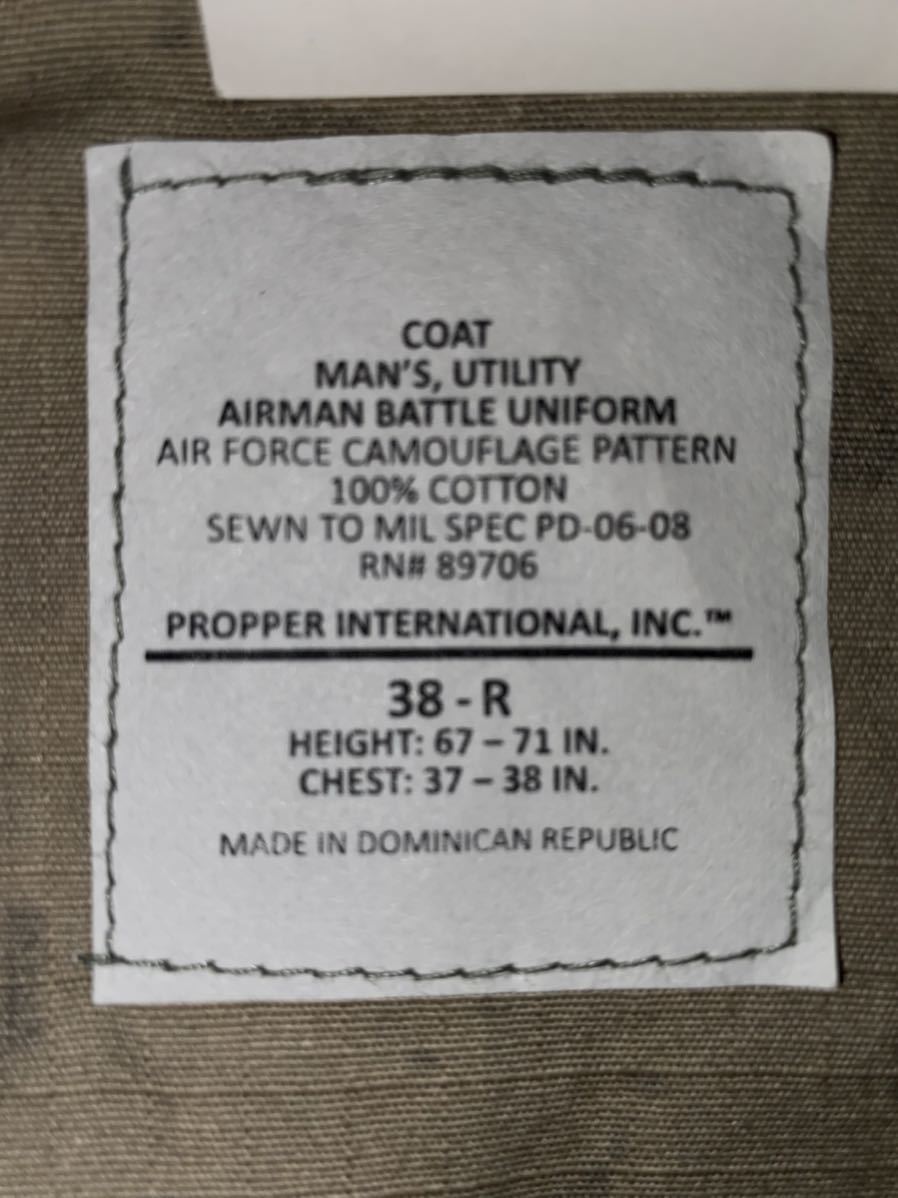 COAT
MAN'S, UTILITY
AIRMAN BATTLE UNIFORM
AIR FORCE CAMOUFLAGE PATTERN
100% COTTON
SEWN TO MIL SPEC PD-06-08
RN# 89706
PROPPER INTERNATIONAL, INC.™
38 - R
HEIGHT: 67 – 71 IN.
CHEST: 37 – 38 IN.
MADE IN DOMINICAN REPUBLIC